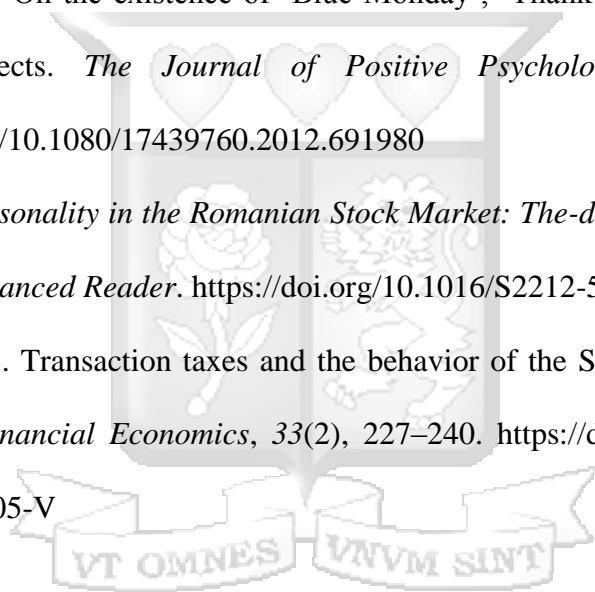 On the existence of “Blue Monday”, “Thank
ects. The Journal of Positive Psycholo
/10.1080/17439760.2012.691980
sonality in the Romanian Stock Market: The-d
anced Reader. https://doi.org/10.1016/S2212-5
. Transaction taxes and the behavior of the S
inancial Economics, 33(2), 227–240. https://d
05-V
VT OMNES VNVM SINT